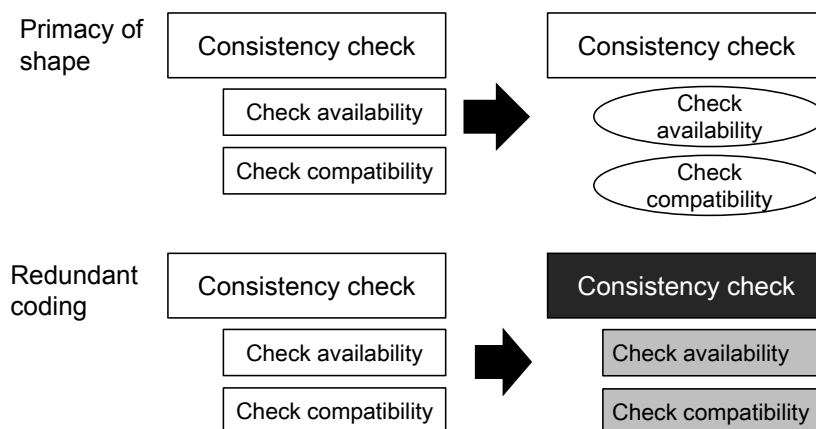 Primacy of
shape
Consistency check
Check availability
Check compatibility
Consistency check
Check
availability
Check
compatibility
Redundant
coding
Consistency check
Check availability
Check compatibility
Consistency check
Check availability
Check compatibility